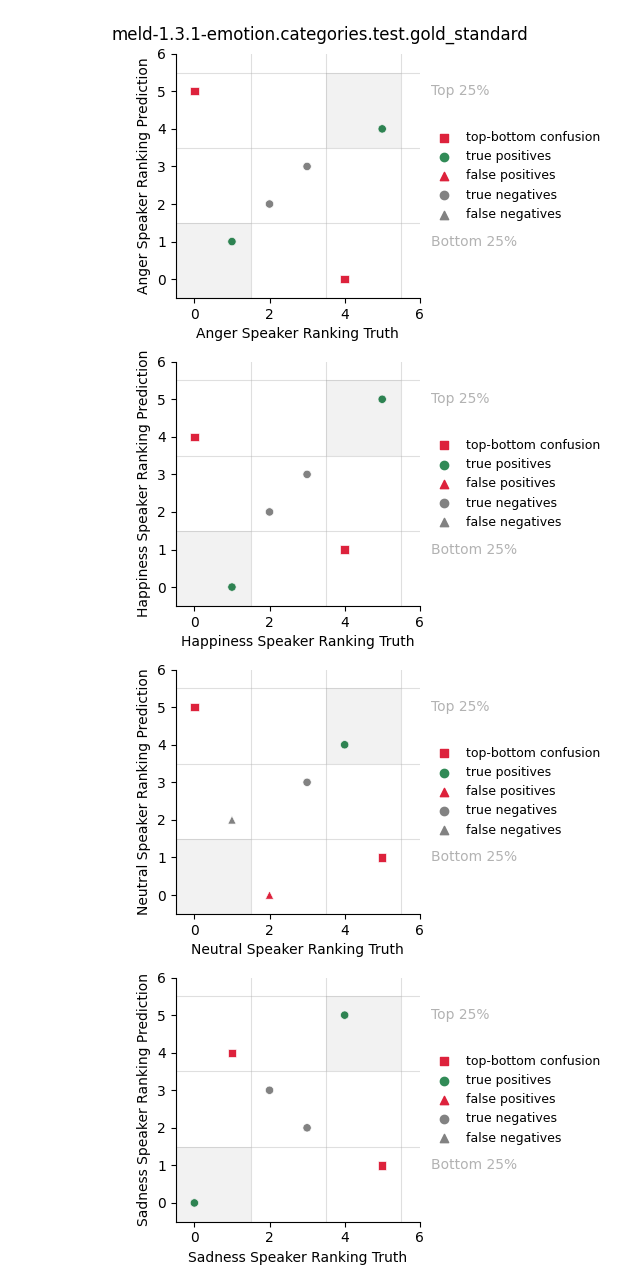 meld-1.3.1-emotion.categories.test.gold_standard
Anger Speaker Ranking Prediction
6
5
4
3
2
1
0
0 2 4 6
Anger Speaker Ranking Truth
Top 25%
top-bottom confusion
true positives
false positives
true negatives
false negatives
Bottom 25%
Happiness Speaker Ranking Prediction
6
5
4
3
2
1
0
0 2 4 6
Happiness Speaker Ranking Truth
Top 25%
top-bottom confusion
true positives
false positives
true negatives
false negatives
Bottom 25%
Neutral Speaker Ranking Prediction
6
5
4
3
2
1
0
0 2 4 6
Neutral Speaker Ranking Truth
Top 25%
top-bottom confusion
true positives
false positives
true negatives
false negatives
Bottom 25%
Sadness Speaker Ranking Prediction
6
5
4
3
2
1
0
0 2 4 6
Sadness Speaker Ranking Truth
Top 25%
top-bottom confusion
true positives
false positives
true negatives
false negatives
Bottom 25%